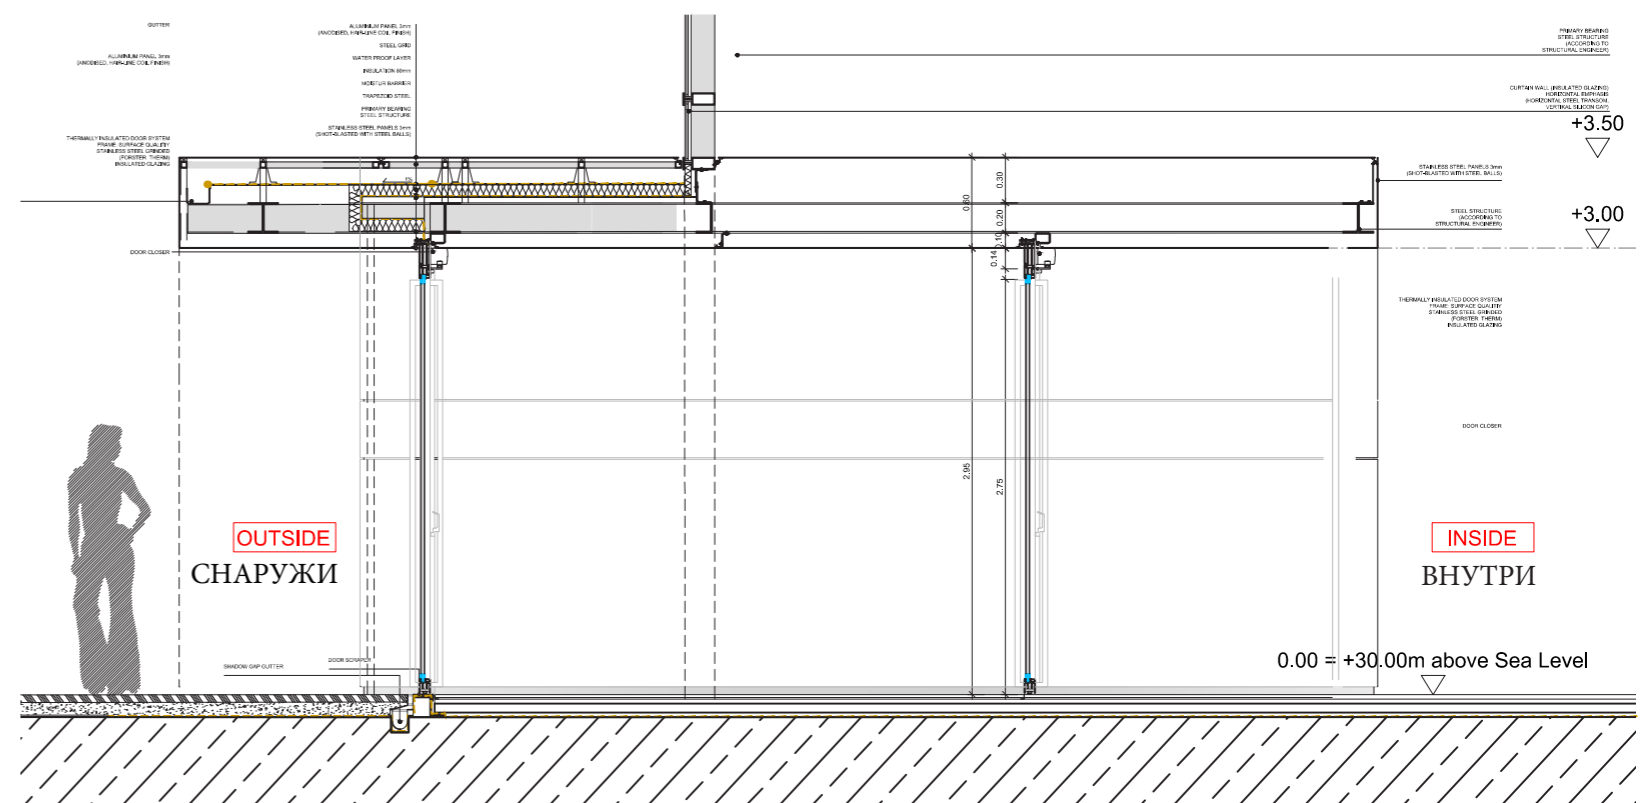 GUTTER
ALUMINIUM PANEL 3mm
(ANODISED, HAIR-LINE COIL FINISH)
THERMALLY INSULATED DOOR SYSTEM
FRAME: SURFACE QUALITIY
STAINLESS STEEL GRINDED
(FORSTER THERM)
INSULATED GLAZING
ALUMINIUM PANEL 3mm
(ANODISED, HAIR-LINE COIL FINISH)
STEEL GRID
WATER PROOF LAYER
INSULATION 80mm
MOISTUR BARRIER
TRAPEZOID STEEL
PRIMARY BEARING
STEEL STRUCTURE
STAINLESS STEEL PANELS 3mm
(SHOT-BLASTED WITH STEEL BALLS)
PRIMARY BEARING
STEEL STRUCTURE
(ACCORDING TO
STRUCTURAL ENGINEER)
CURTAIN WALL (INSULATED GLAZING)
HORIZONTAL EMPHASIS
(HORIZONTAL STEEL TRANSOM,
VERTIKAL SILICON GAP)
+3.50
STAINLESS STEEL PANELS 3mm
(SHOT-BLASTED WITH STEEL BALLS)
STEEL STRUCTURE
(ACCORDING TO
STRUCTURAL ENGINEER)
+3.00
1%
0.60
0.30
0.20
0.10
0.14
DOOR CLOSER
THERMALLY INSULATED DOOR SYSTEM
FRAME: SURFACE QUALITIY
STAINLESS STEEL GRINDED
(FORSTER THERM)
INSULATED GLAZING
DOOR CLOSER
2.95
2.75
OUTSIDE
СНАРУЖИ
INSIDE
ВНУТРИ
SHADOW GAP GUTTER
DOOR SCRAPER
0.00 = +30.00m above Sea Level